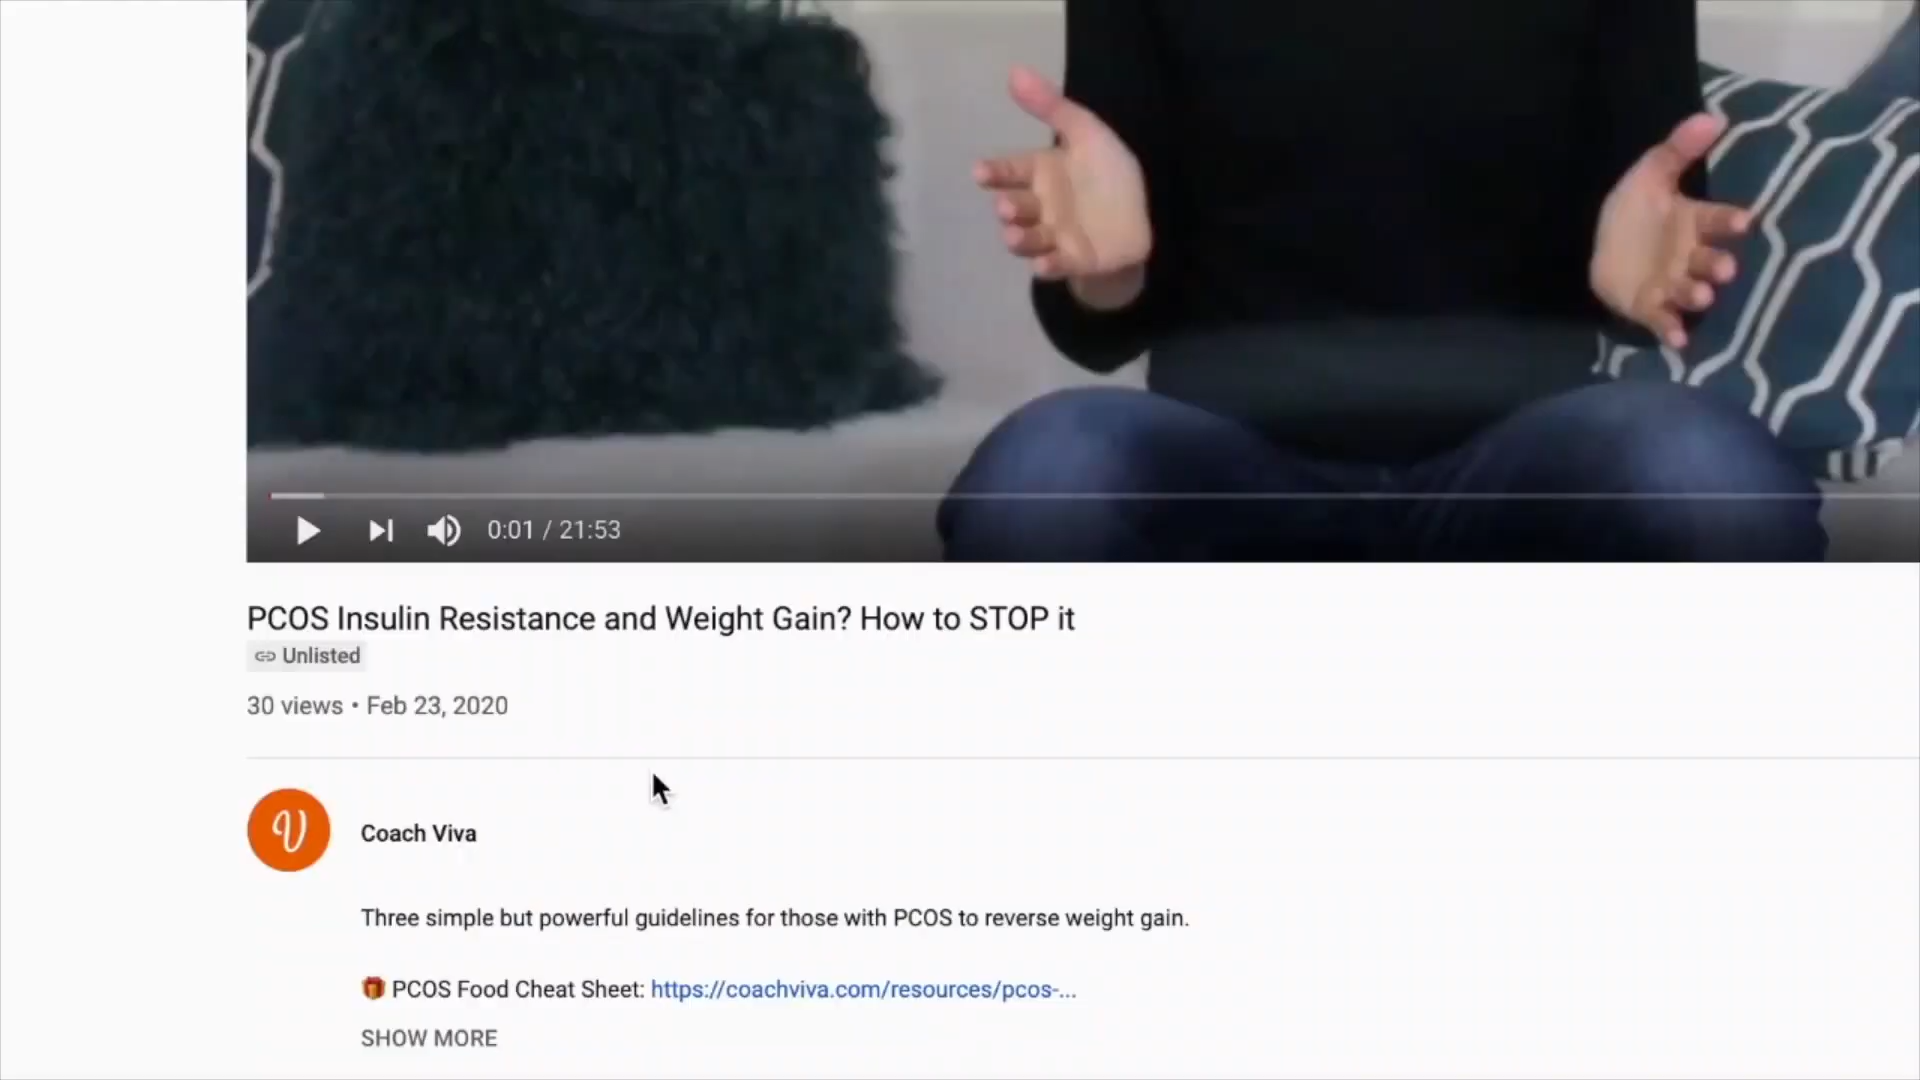 0:01 / 21:53
PCOS Insulin Resistance and Weight Gain? How to STOP it
Unlisted
30 views • Feb 23, 2020
V
Coach Viva
Three simple but powerful guidelines for those with PCOS to reverse weight gain.
🎁 PCOS Food Cheat Sheet: https://coachviva.com/resources/pcos-...
SHOW MORE